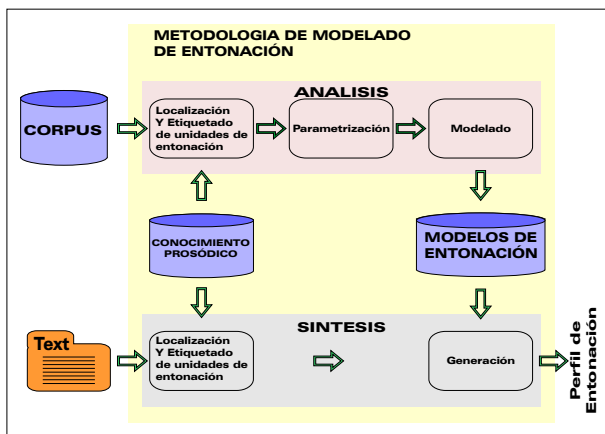 METODOLOGIA DE MODELADO
DE ENTONACIÓN
ANALISIS
CORPUS
Localización
Y Etiquetado
de unidades de
entonación
Parametrización
Modelado
CONOCIMIENTO
PROSÓDICO
MODELOS DE
ENTONACIÓN
SINTESIS
Text
Localización
Y Etiquetado
de unidades de
entonación
Generación
Perfil de
Entonación